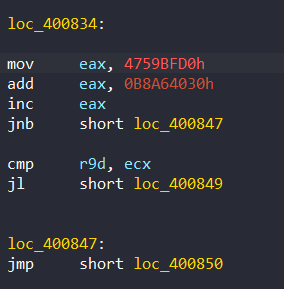 loc_400834:
mov eax, 4759BFD0h
add eax, 0B8A64030h
inc eax
jnb short loc_400847
cmp r9d, ecx
jl short loc_400849
loc_400847:
jmp short loc_400850